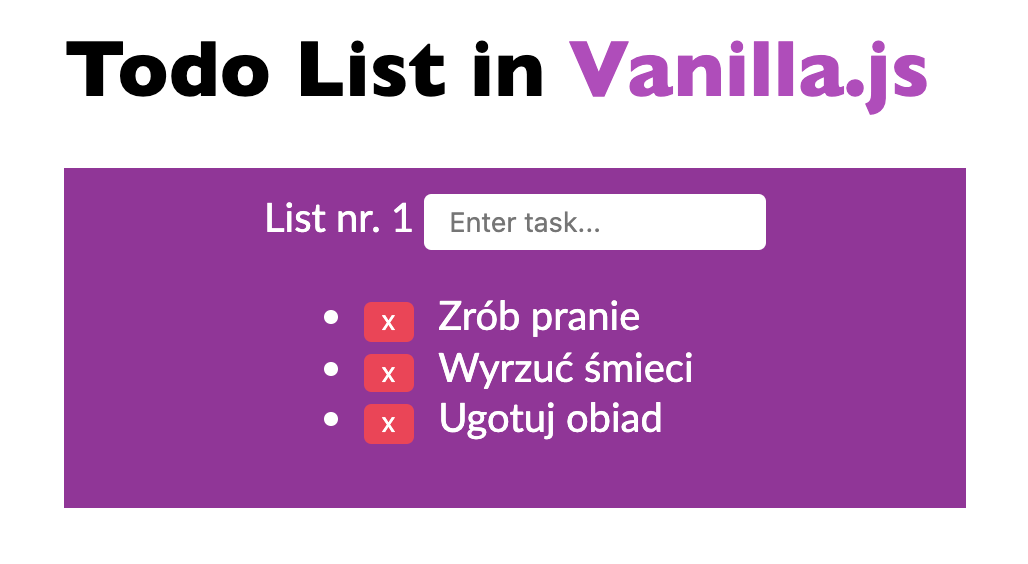 Todo List in Vanilla.js
List nr. 1 Enter task...
x Zrób pranie
x Wyrzuć śmieci
x Ugotuj obiad